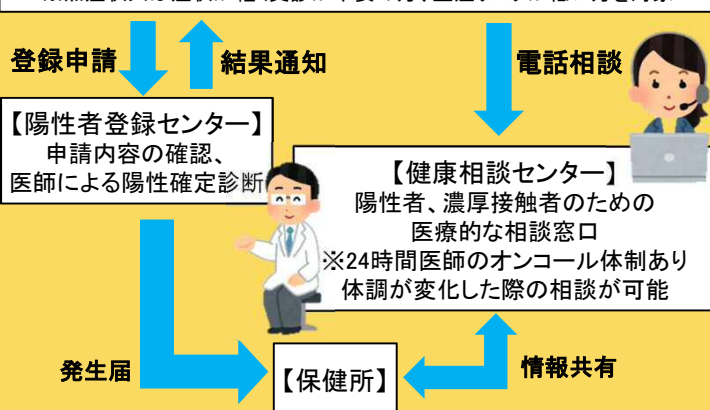 登録申請
結果通知
電話相談
【陽性者登録センター】
申請内容の確認、
医師による陽性確定診断
【健康相談センター】
陽性者、濃厚接触者のための
医療的な相談窓口
※24時間医師のオンコール体制あり
体調が変化した際の相談が可能
発生届
【保健所】
情報共有